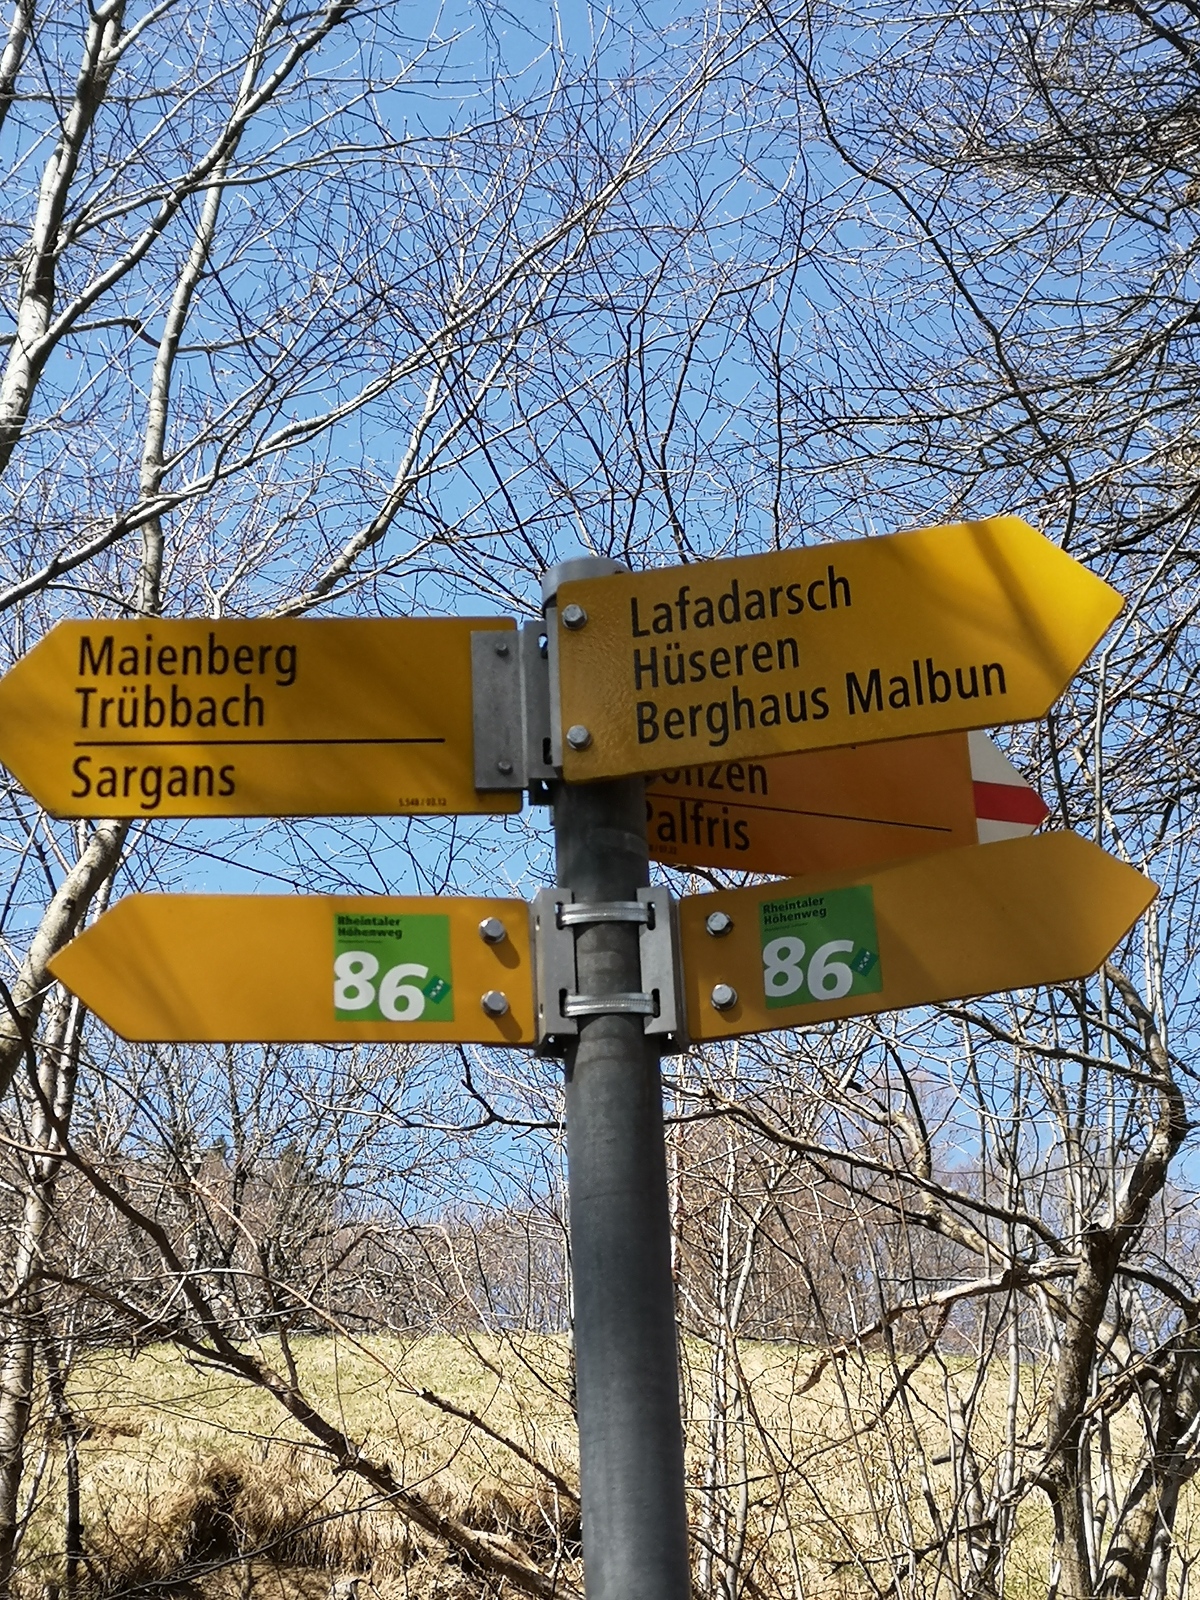 Lafadarsch
Hüseren
Berghaus Malbun
Maienberg
Trübbach
Sargans
Palfris
Rheintaler
Höhenweg
86
Rheintaler
Höhenweg
86